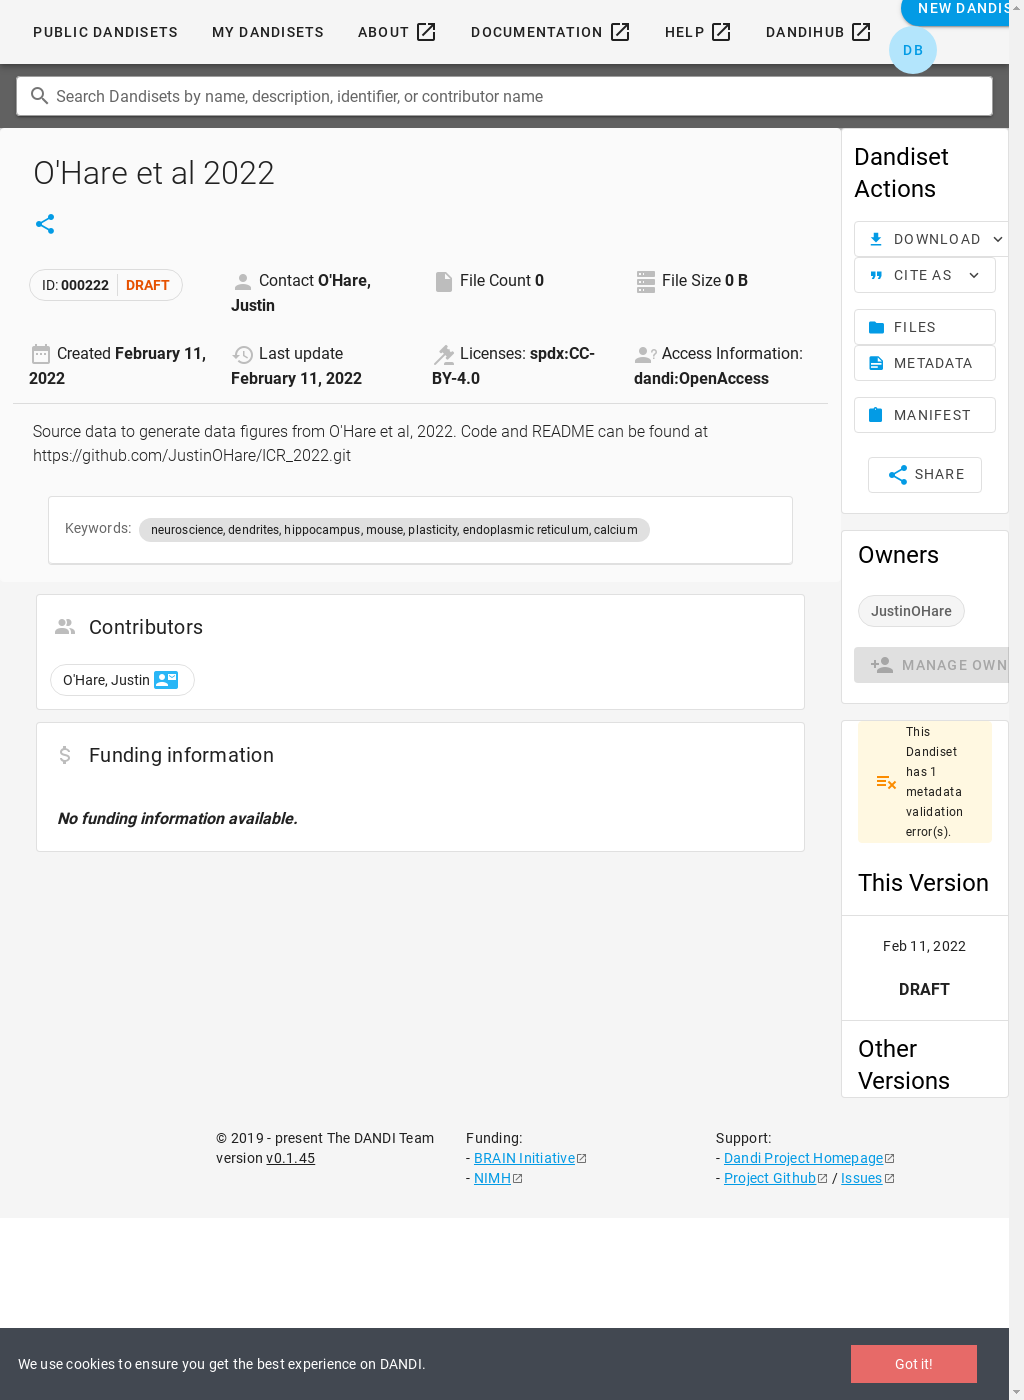 PUBLIC DANDISETS
MY DANDISETS
ABOUT
DOCUMENTATION
HELP
DANDIHUB
NEW DANDIS
DB
Search Dandisets by name, description, identifier, or contributor name
O'Hare et al 2022
ID: 000222 DRAFT
Contact O'Hare,
Justin
File Count 0
File Size 0 B
Created February 11,
2022
Last update
February 11, 2022
Licenses: spdx:CC-
BY-4.0
Access Information:
dandi:OpenAccess
Source data to generate data figures from O'Hare et al, 2022. Code and README can be found at
https://github.com/JustinOHare/ICR_2022.git
Keywords: neuroscience, dendrites, hippocampus, mouse, plasticity, endoplasmic reticulum, calcium
Contributors
O'Hare, Justin
Funding information
No funding information available.
Dandiset
Actions
DOWNLOAD
CITE AS
FILES
METADATA
MANIFEST
SHARE
Owners
JustinOHare
MANAGE OWN
This
Dandiset
has 1
metadata
validation
error(s).
This Version
Feb 11, 2022
DRAFT
Other
Versions
© 2019 - present The DANDI Team
version v0.1.45
Funding:
- BRAIN Initiative
- NIMH
Support:
- Dandi Project Homepage
- Project Github / Issues
We use cookies to ensure you get the best experience on DANDI.
Got it!